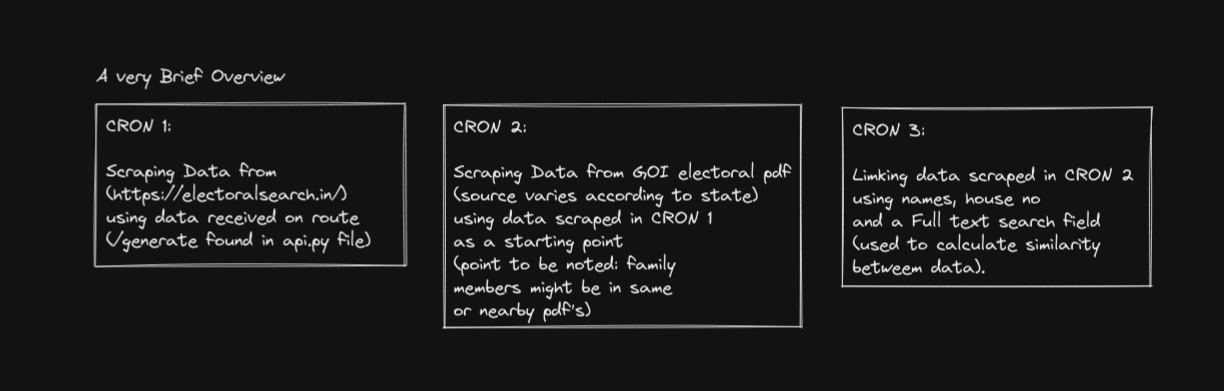 A very Brief Overview
CRON 1:
Scraping Data from
(https://electoralsearch.in/)
using data received on route
(/generate found in api.py file)
CRON 2:
Scraping Data from GOI electoral pdf
(source varies according to state)
using data scraped in CRON 1
as a starting point
(point to be noted: family
members might be in same
or nearby pdf's)
CRON 3:
Limking data scraped in CRON 2
using names, house no
and a Full text search field
(used to calculate similarity
betweem data).